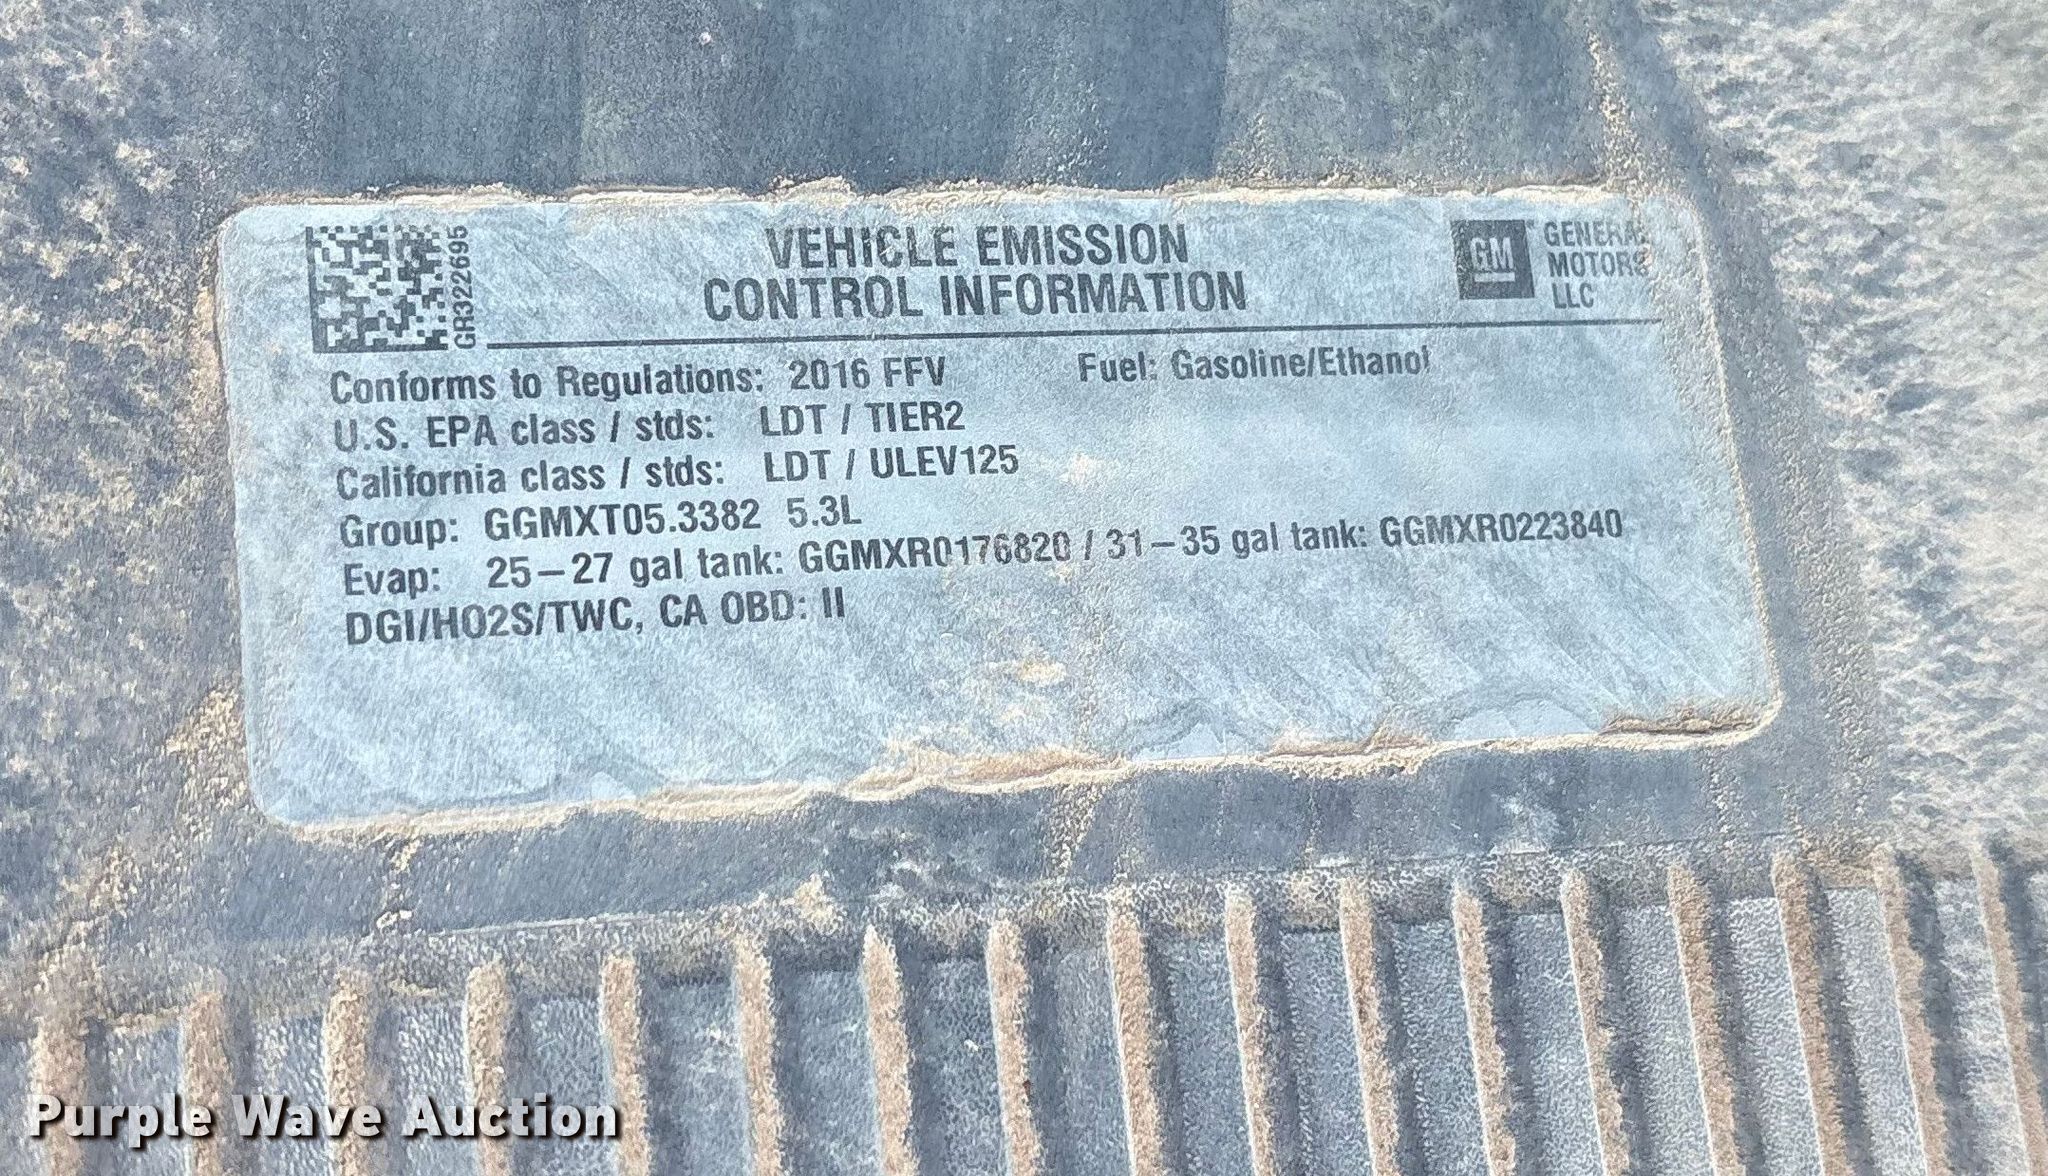 GR3222695
VEHICLE EMISSION
CONTROL INFORMATION
GM
GENERAL
MOTORS
LLC
Conforms to Regulations: 2016 FFV Fuel: Gasoline/Ethanol
U.S. EPA class / stds: LDT / TIER2
California class / stds: LDT / ULEV125
Group: GGMXT05.3382 5.3L
Evap: 25–27 gal tank: GGMXR0176820 / 31–35 gal tank: GGMXR0223840
DGI/HO2S/TWC, CA OBD: II
Purple Wave Auction